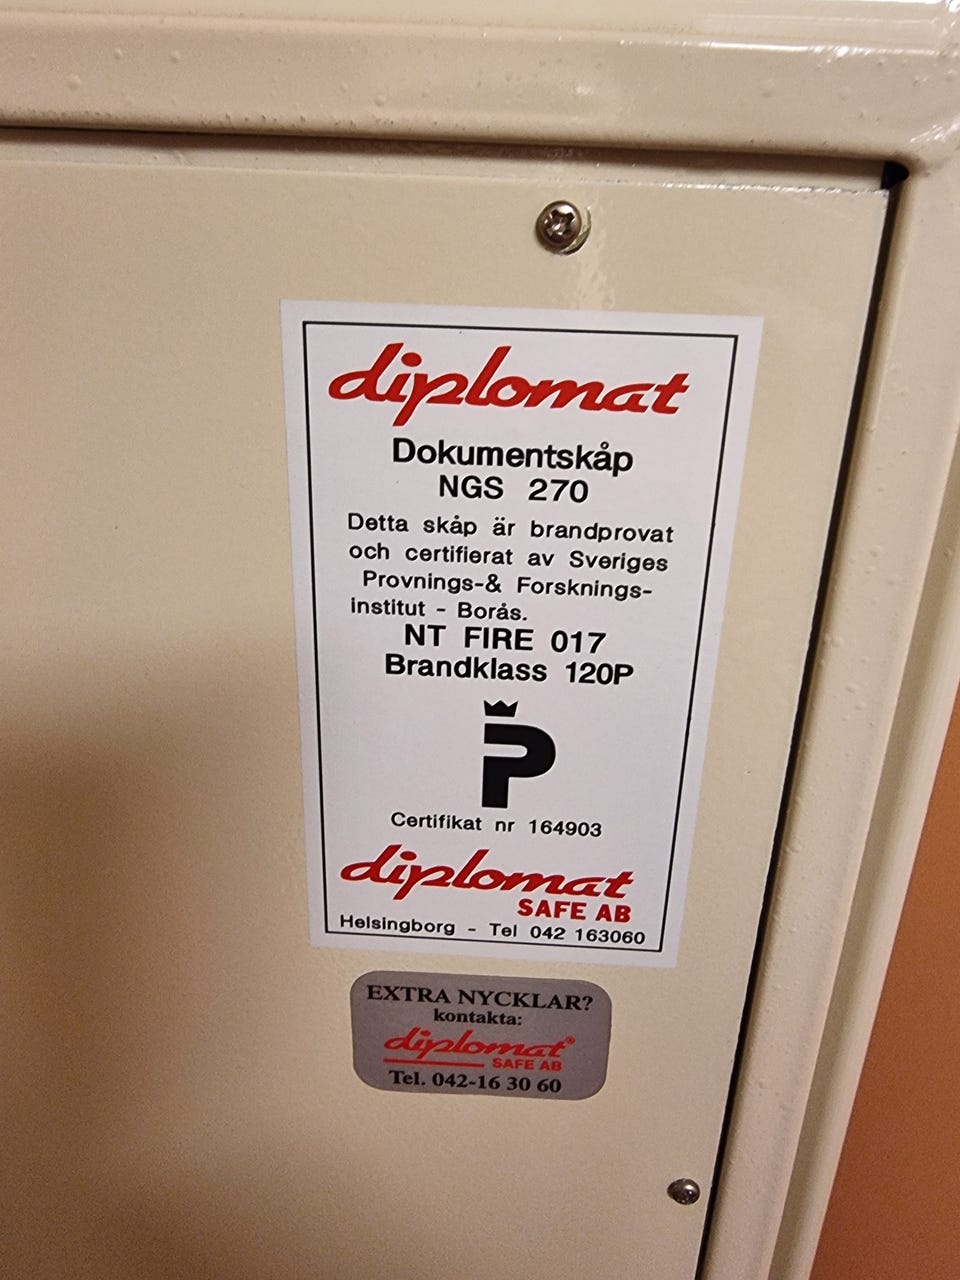 diplomat
Dokumentskåp
NGS 270
Detta skåp är brandprovat
och certifierat av Sveriges
Provnings-& Forsknings-
institut - Borås.
NT FIRE 017
Brandklass 120P
P
Certifikat nr 164903
diplomat
SAFE AB
Helsingborg - Tel 042 163060
EXTRA NYCKLAR?
kontakta:
diplomat®
SAFE AB
Tel. 042-16 30 60